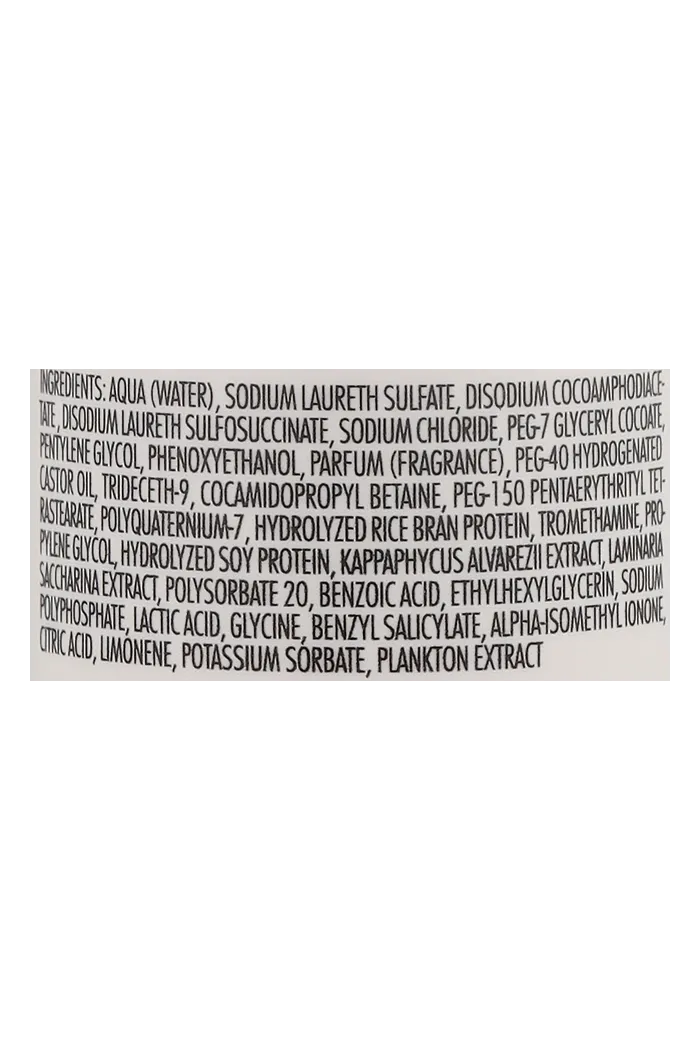 INGREDIENTS: AQUA (WATER), SODIUM LAURETH SULFATE, DISODIUM COCOAMPHODIACE-
TATE, DISODIUM LAURETH SULFOSUCCINATE, SODIUM CHLORIDE, PEG-7 GLYCERYL COCOATE,
PENTYLENE GLYCOL, PHENOXYETHANOL, PARFUM (FRAGRANCE), PEG-40 HYDROGENATED
CASTOR OIL, TRIDECETH-9, COCAMIDOPROPYL BETAINE, PEG-150 PENTAERYTHRITYL TET-
RASTEARATE, POLYQUATERNIUM-7, HYDROLYZED RICE BRAN PROTEIN, TROMETHAMINE, PRO-
PYLENE GLYCOL, HYDROLYZED SOY PROTEIN, KAPPAPHYCUS ALVAREZII EXTRACT, LAMINARIA
SACCHARINA EXTRACT, POLYSORBATE 20, BENZOIC ACID, ETHYLHEXYLGLYCERIN, SODIUM
POLYPHOSPHATE, LACTIC ACID, GLYCINE, BENZYL SALICYLATE, ALPHA-ISOMETHYL IONONE,
CITRIC ACID, LIMONENE, POTASSIUM SORBATE, PLANKTON EXTRACT